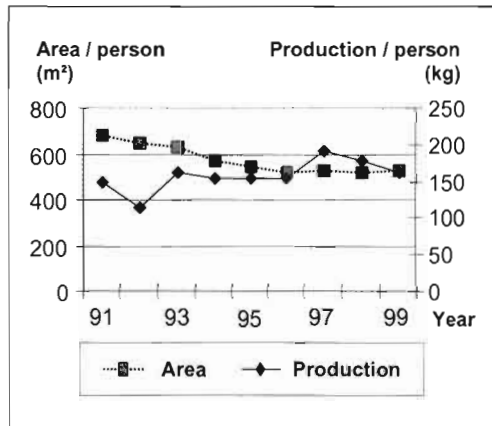 Area / person Production / person
(m²) (kg)
800 250
600 200
400 150
200 100
0 50
0
91 93 95 97 99 Year
Area Production